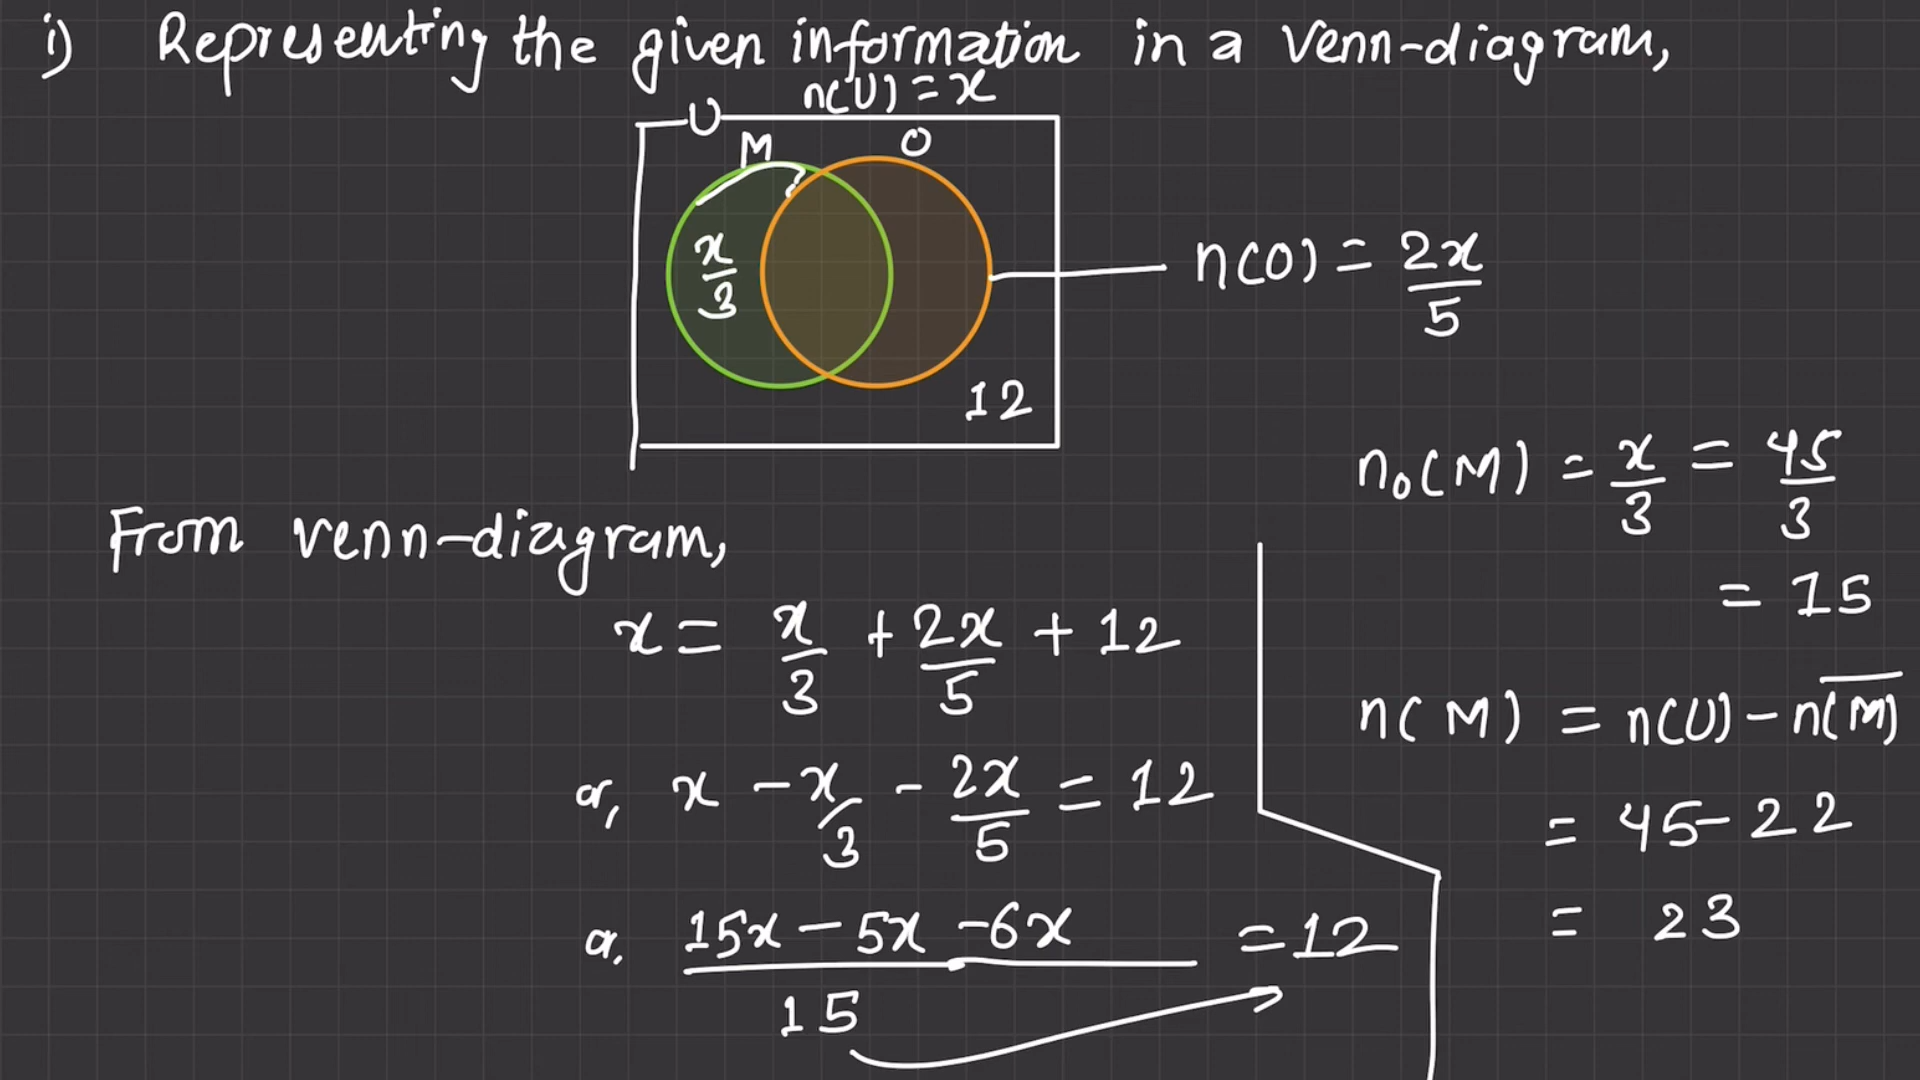 i) Representing the given information in a Venn-diagram,
n(U) = x
U
M
O
x/3
n(O) = 2x/5
12
From venn-diagram,
x = x/3 + 2x/5 + 12
or, x - x/3 - 2x/5 = 12
or, (15x - 5x - 6x)/15 = 12
n₀(M) = x/3 = 45/3
= 15
n(M) = n(U) - n(M̅)
= 45 - 22
= 23